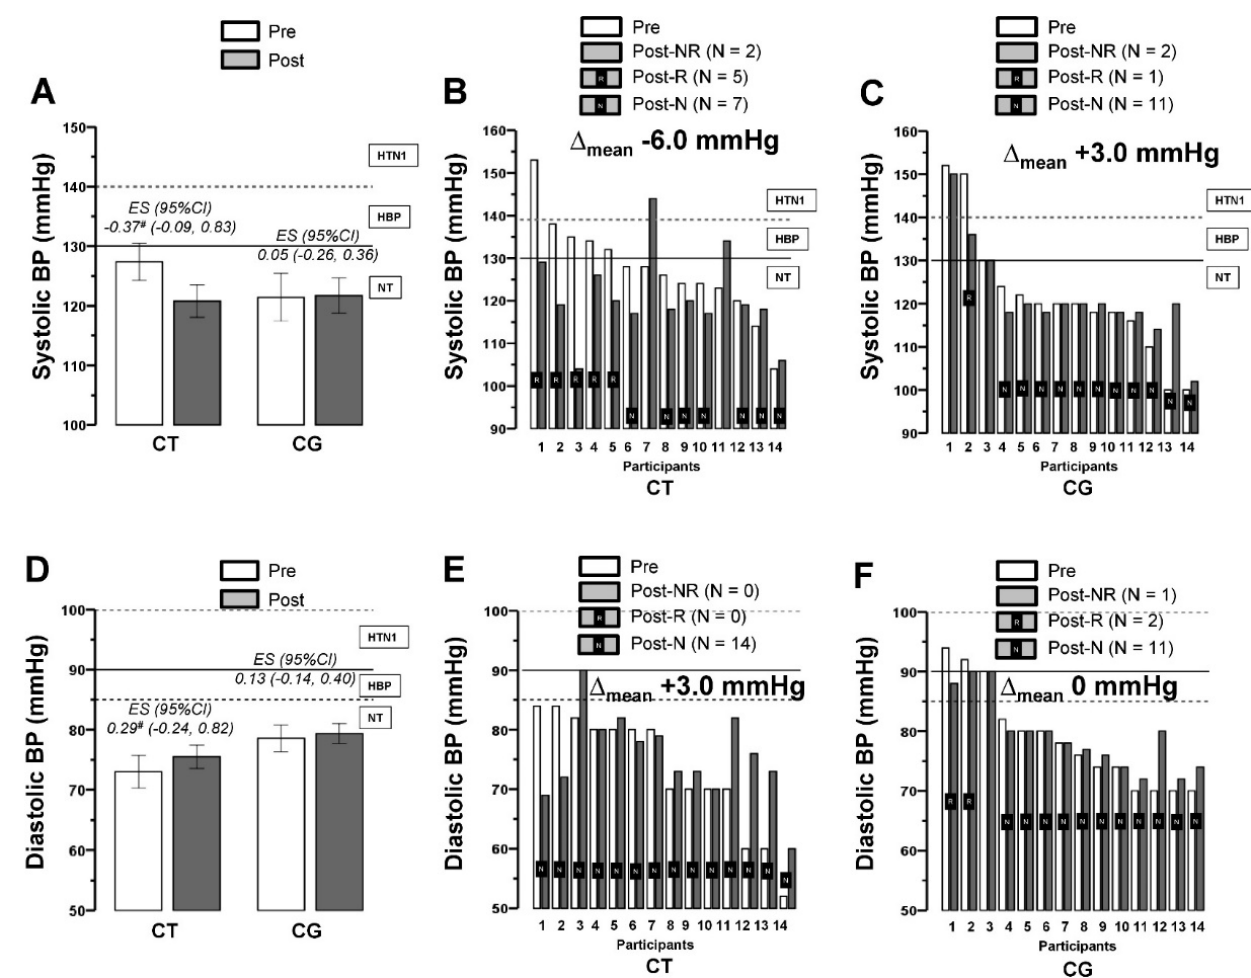 Pre
Post
A
Systolic BP (mmHg)
150
140
130
120
110
100
HTN1
HBP
NT
ES (95%CI)
-0.37# (-0.09, 0.83)
ES (95%CI)
0.05 (-0.26, 0.36)
CT CG
Pre
Post-NR (N = 2)
R Post-R (N = 5)
N Post-N (N = 7)
B
Δmean -6.0 mmHg
Systolic BP (mmHg)
160
150
140
130
120
110
100
90
HTN1
HBP
NT
R R R R R
N N N N N N N
1 2 3 4 5 6 7 8 9 10 11 12 13 14
Participants
CT
Pre
Post-NR (N = 2)
R Post-R (N = 1)
N Post-N (N = 11)
C
Δmean +3.0 mmHg
Systolic BP (mmHg)
160
150
140
130
120
110
100
90
HTN1
HBP
NT
R
N N N N N N N N N N N
1 2 3 4 5 6 7 8 9 10 11 12 13 14
Participants
CG
Pre
Post
D
Diastolic BP (mmHg)
100
90
80
70
60
50
HTN1
HBP
NT
ES (95%CI)
0.13 (-0.14, 0.40)
ES (95%CI)
0.29# (-0.24, 0.82)
CT CG
Pre
Post-NR (N = 0)
R Post-R (N = 0)
N Post-N (N = 14)
E
Δmean +3.0 mmHg
Diastolic BP (mmHg)
100
90
80
70
60
50
N N N N N N N N N N N N N N
1 2 3 4 5 6 7 8 9 10 11 12 13 14
Participants
CT
Pre
Post-NR (N = 1)
R Post-R (N = 2)
N Post-N (N = 11)
F
Δmean 0 mmHg
Diastolic BP (mmHg)
100
90
80
70
60
50
R R
N N N N N N N N N N N
1 2 3 4 5 6 7 8 9 10 11 12 13 14
Participants
CG